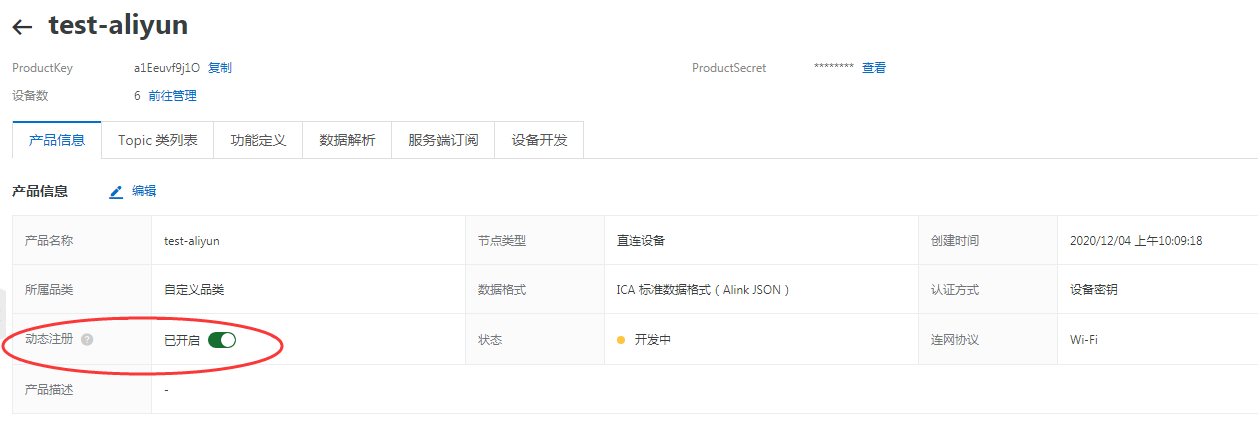 test-aliyun
ProductKey a1Eeuvf9j1O 复制 ProductSecret ******** 查看
设备数 6 前往管理
产品信息 Topic 类列表 功能定义 数据解析 服务端订阅 设备开发
产品信息 编辑
产品名称 test-aliyun 节点类型 直连设备 创建时间 2020/12/04 上午10:09:18
所属品类 自定义品类 数据格式 ICA 标准数据格式（Alink JSON） 认证方式 设备密钥
动态注册 ? 已开启 状态 开发中 连网协议 Wi-Fi
产品描述 -